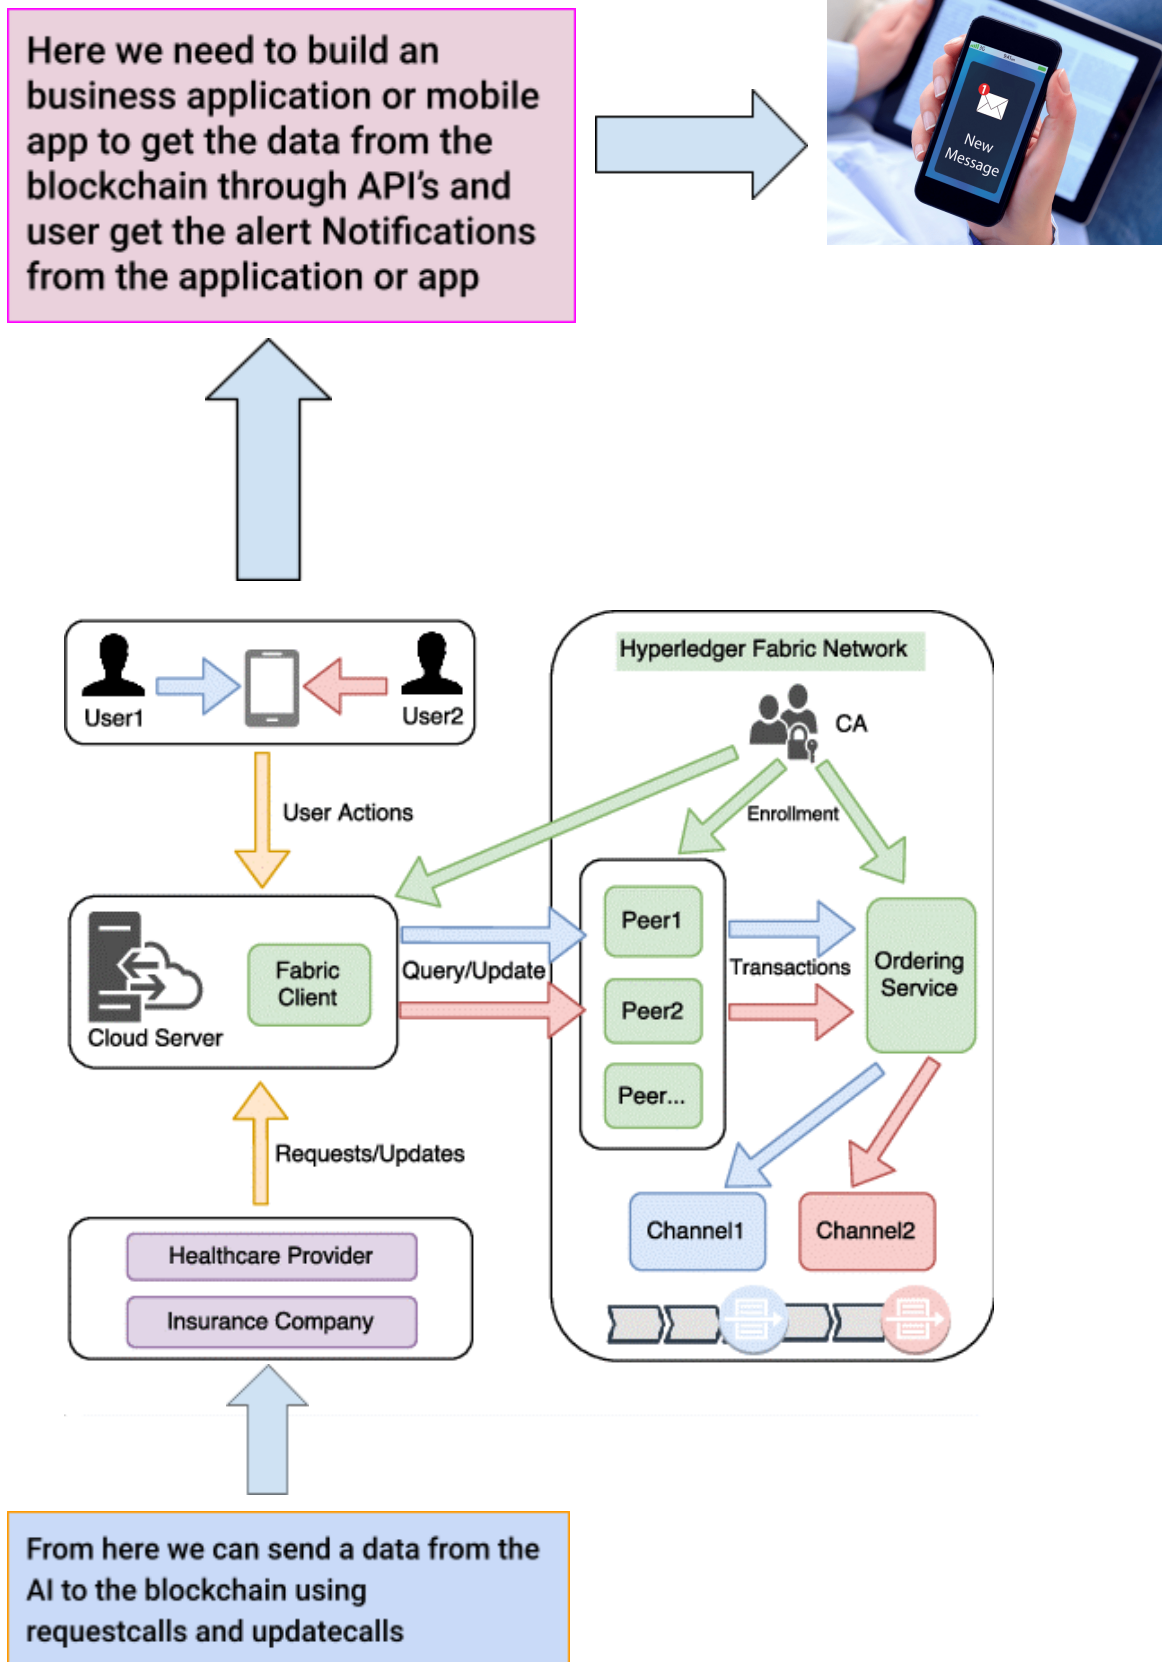 Here we need to build an
business application or mobile
app to get the data from the
blockchain through API's and
user get the alert Notifications
from the application or app
1
New
Message
User1
User2
User Actions
Hyperledger Fabric Network
CA
Enrollment
Fabric
Client
Cloud Server
Query/Update
Peer1
Peer2
Peer...
Transactions
Ordering
Service
Requests/Updates
Channel1
Channel2
Healthcare Provider
Insurance Company
From here we can send a data from the
AI to the blockchain using
requestcalls and updatecalls